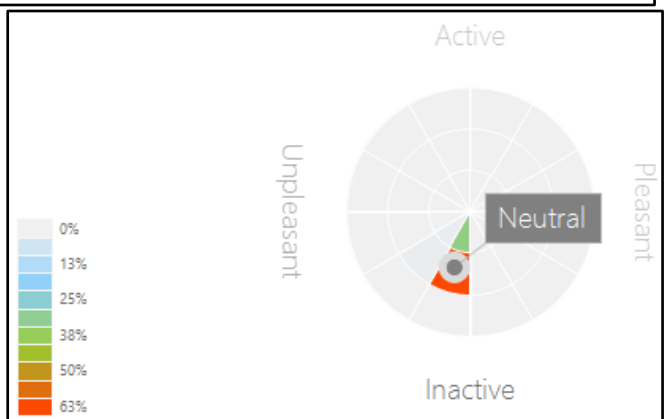 Active
Unpleasant
Pleasant
Neutral
0%
13%
25%
38%
50%
63%
Inactive